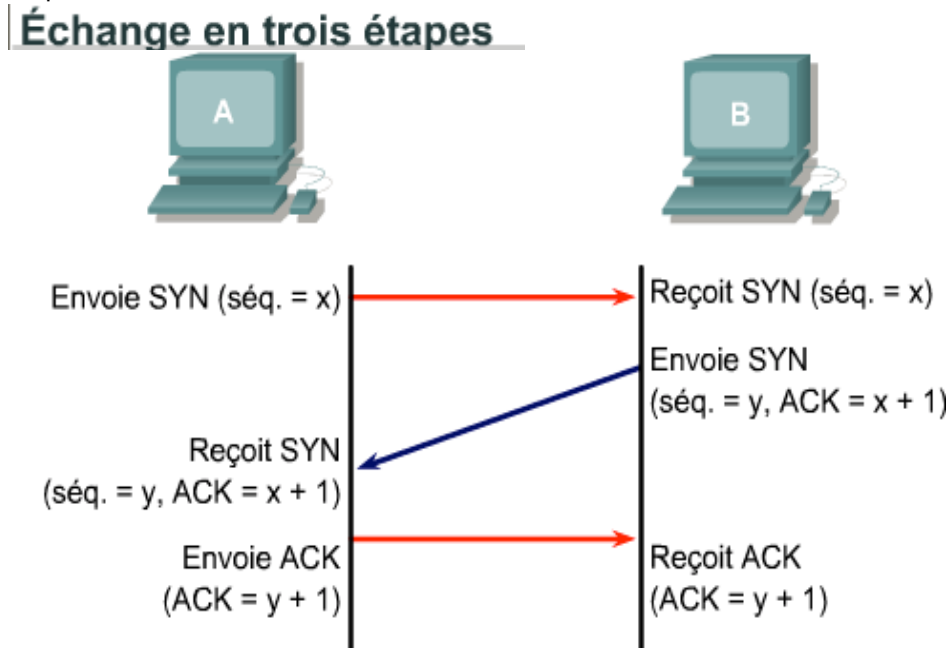 Échange en trois étapes
A
B
Envoie SYN (séq. = x)
Reçoit SYN (séq. = x)
Envoie SYN
(séq. = y, ACK = x + 1)
Reçoit SYN
(séq. = y, ACK = x + 1)
Envoie ACK
(ACK = y + 1)
Reçoit ACK
(ACK = y + 1)